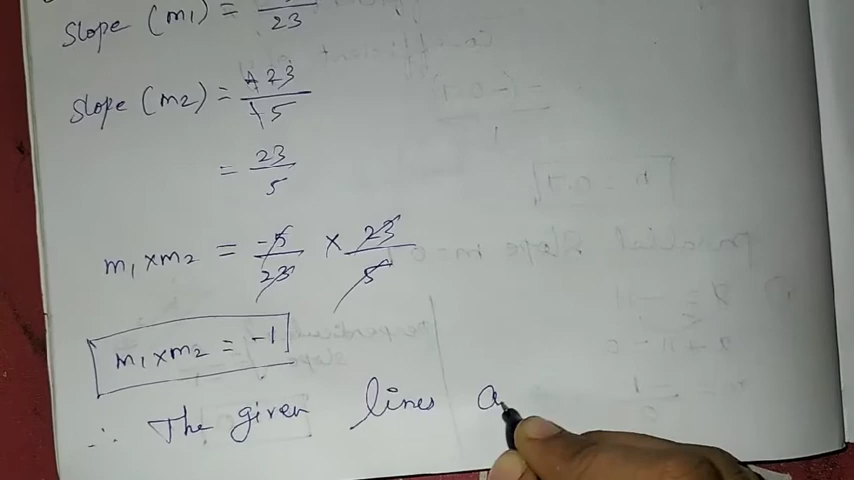 Slope (m1) = /23
Slope (m2) = +23/+5
= 23/5
m1 x m2 = -5/23 x 23/5
m1 x m2 = -1
∴ The given lines a